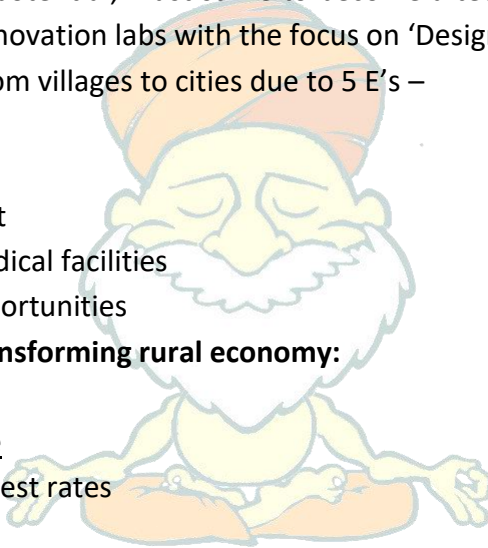 novation labs with the focus on ‘Desig
om villages to cities due to 5 E’s –
t
dical facilities
ortunities
nsforming rural economy:
est rates